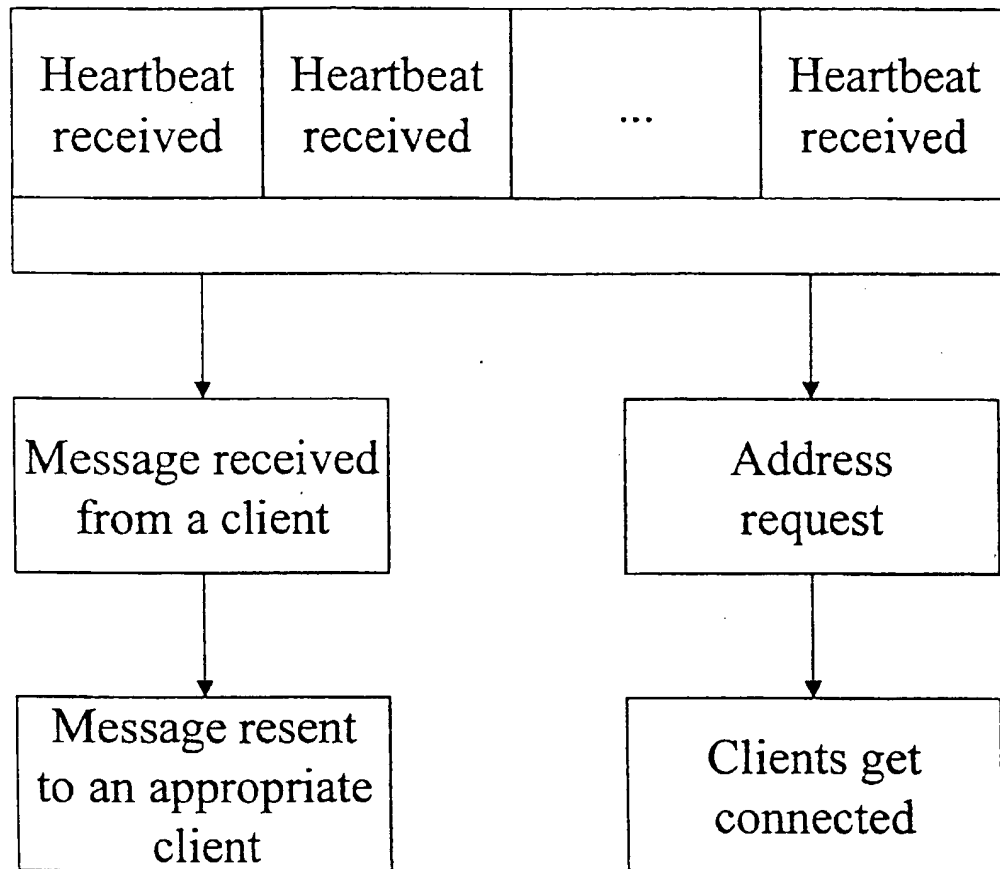 Heartbeat
received
Heartbeat
received
...
Heartbeat
received
Message received
from a client
Address
request
Message resent
to an appropriate
client
Clients get
connected